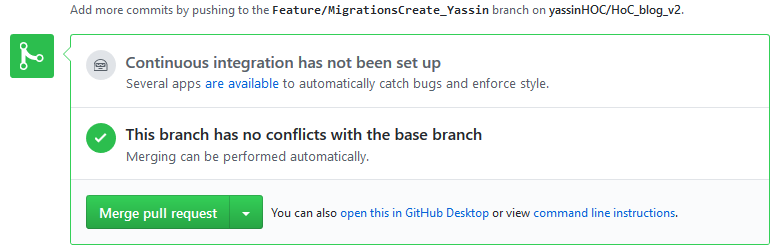 Add more commits by pushing to the Feature/MigrationsCreate_Yassin branch on yassinHOC/HoC_blog_v2.
Continuous integration has not been set up
Several apps are available to automatically catch bugs and enforce style.
This branch has no conflicts with the base branch
Merging can be performed automatically.
Merge pull request You can also open this in GitHub Desktop or view command line instructions.